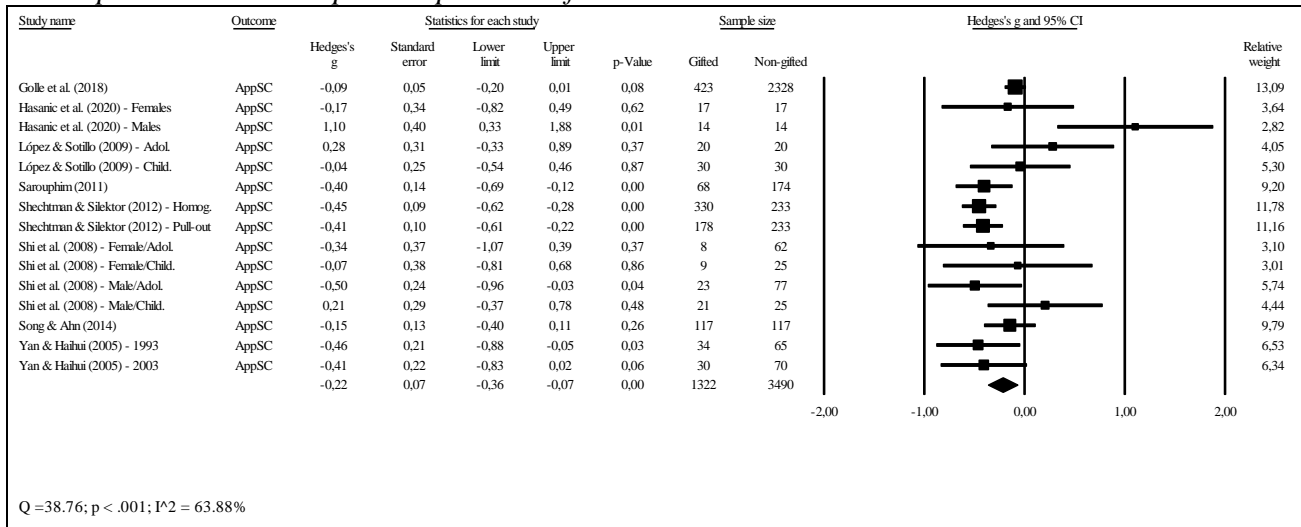 Study name Outcome Statistics for each study Sample size Hedges's g and 95% CI
Hedges's Standard Lower Upper Relative
g error limit limit p-Value Gifted Non-gifted weight
Golle et al. (2018) AppSC -0,09 0,05 -0,20 0,01 0,08 423 2328 13,09
Hasanic et al. (2020) - Females AppSC -0,17 0,34 -0,82 0,49 0,62 17 17 3,64
Hasanic et al. (2020) - Males AppSC 1,10 0,40 0,33 1,88 0,01 14 14 2,82
López & Sotillo (2009) - Adol. AppSC 0,28 0,31 -0,33 0,89 0,37 20 20 4,05
López & Sotillo (2009) - Child. AppSC -0,04 0,25 -0,54 0,46 0,87 30 30 5,30
Sarouphim (2011) AppSC -0,40 0,14 -0,69 -0,12 0,00 68 174 9,20
Shechtman & Silektor (2012) - Homog. AppSC -0,45 0,09 -0,62 -0,28 0,00 330 233 11,78
Shechtman & Silektor (2012) - Pull-out AppSC -0,41 0,10 -0,61 -0,22 0,00 178 233 11,16
Shi et al. (2008) - Female/Adol. AppSC -0,34 0,37 -1,07 0,39 0,37 8 62 3,10
Shi et al. (2008) - Female/Child. AppSC -0,07 0,38 -0,81 0,68 0,86 9 25 3,01
Shi et al. (2008) - Male/Adol. AppSC -0,50 0,24 -0,96 -0,03 0,04 23 77 5,74
Shi et al. (2008) - Male/Child. AppSC 0,21 0,29 -0,37 0,78 0,48 21 25 4,44
Song & Ahn (2014) AppSC -0,15 0,13 -0,40 0,11 0,26 117 117 9,79
Yan & Haihui (2005) - 1993 AppSC -0,46 0,21 -0,88 -0,05 0,03 34 65 6,53
Yan & Haihui (2005) - 2003 AppSC -0,41 0,22 -0,83 0,02 0,06 30 70 6,34
-0,22 0,07 -0,36 -0,07 0,00 1322 3490
-2,00 -1,00 0,00 1,00 2,00
Q =38.76; p < .001; I^2 = 63.88%